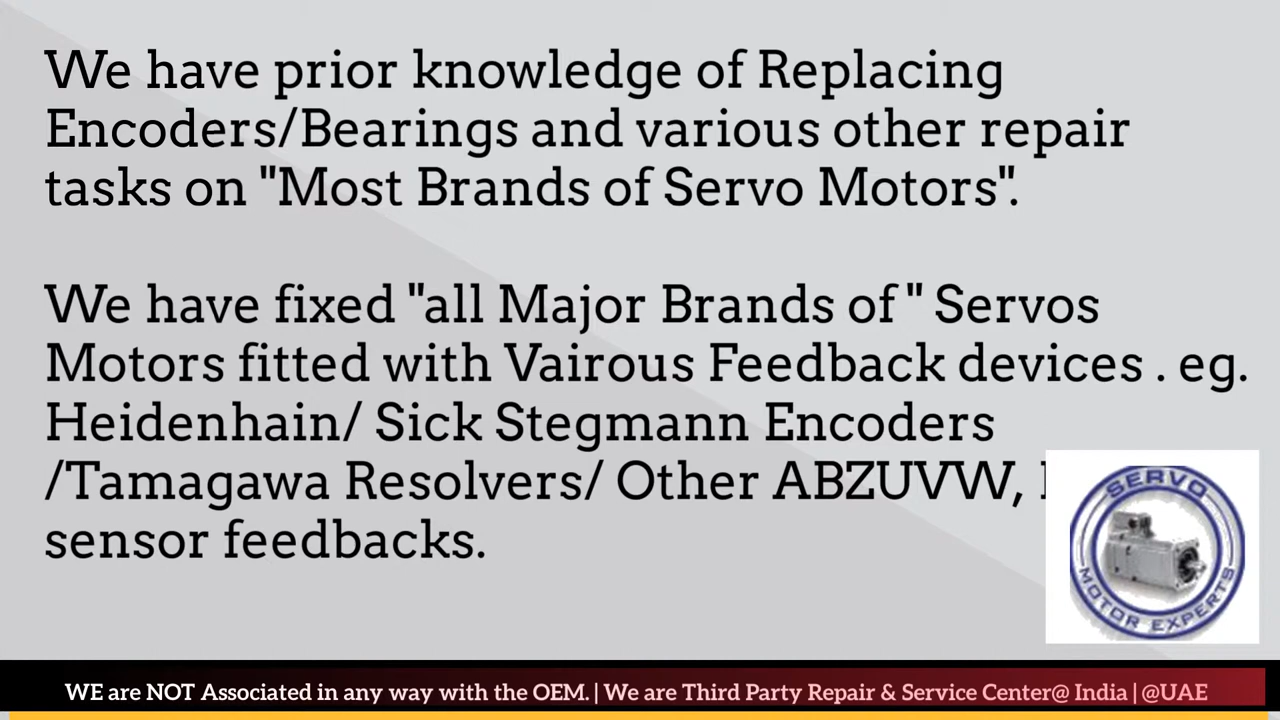 We have prior knowledge of Replacing
Encoders/Bearings and various other repair
tasks on "Most Brands of Servo Motors".
We have fixed "all Major Brands of " Servos
Motors fitted with Vairous Feedback devices . eg.
Heidenhain/ Sick Stegmann Encoders
/Tamagawa Resolvers/ Other ABZUVW,
sensor feedbacks.
SERVO
MOTOR EXPERTS
WE are NOT Associated in any way with the OEM. | We are Third Party Repair & Service Center@ India | @UAE